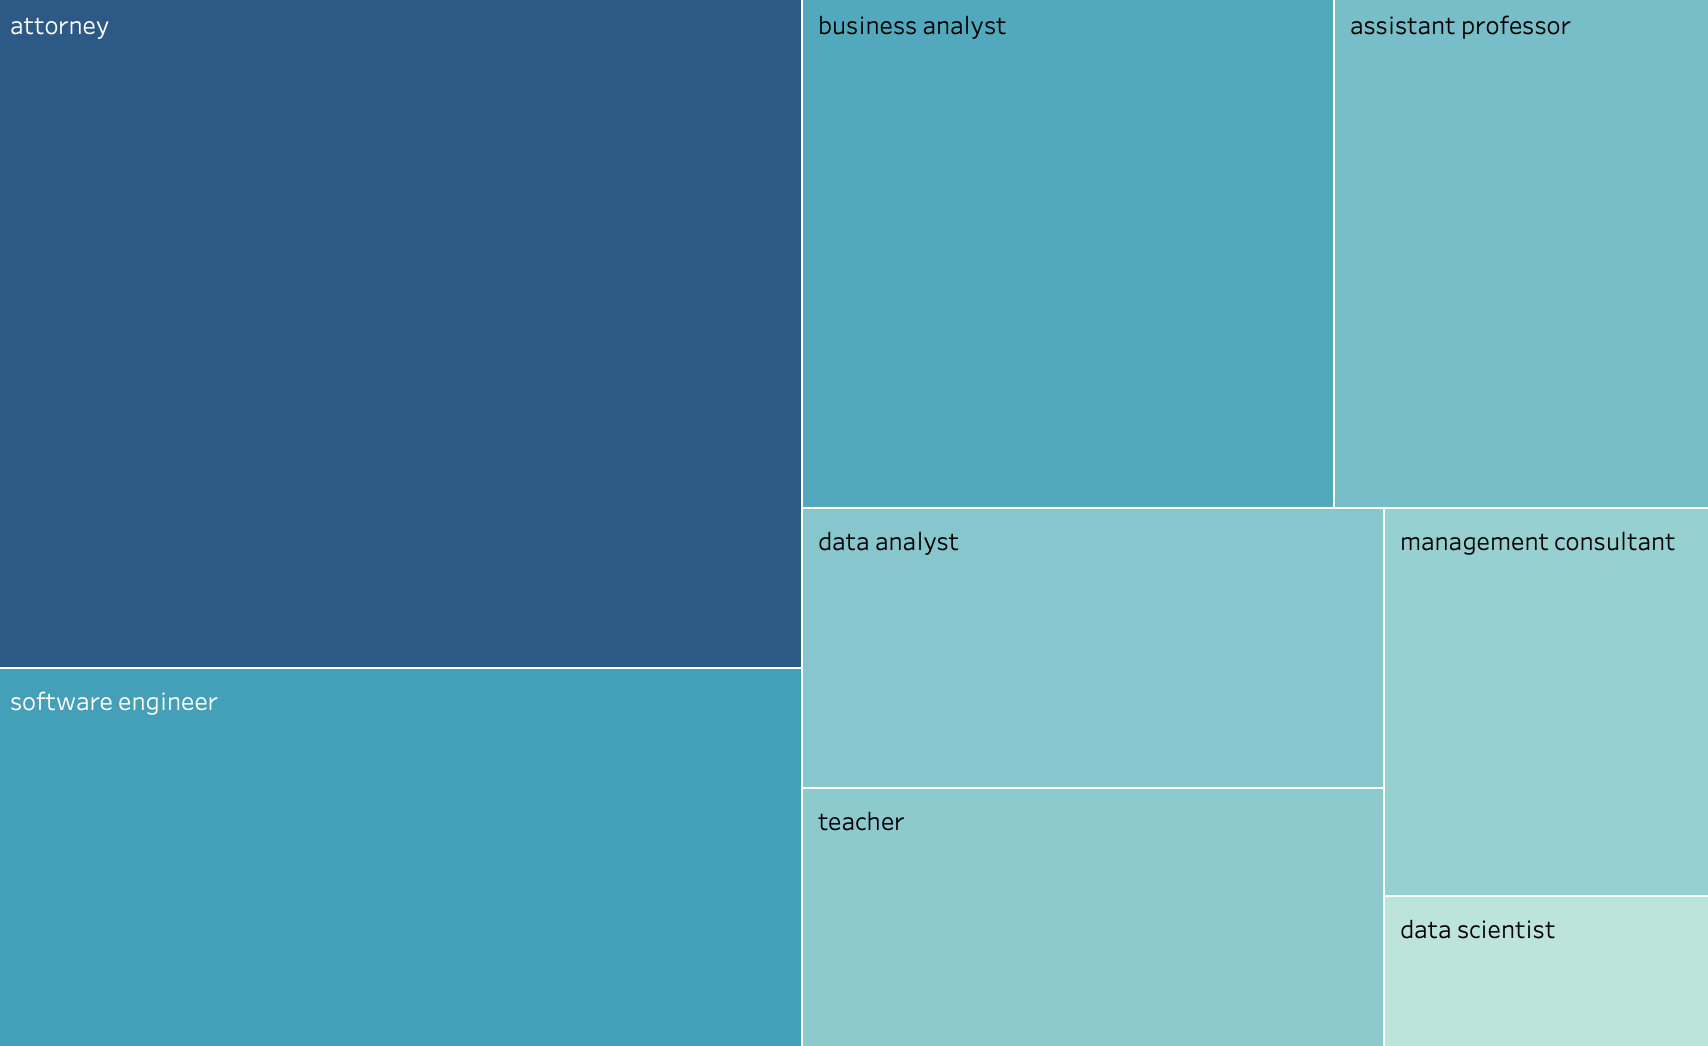 attorney
business analyst
assistant professor
data analyst
management consultant
software engineer
teacher
data scientist